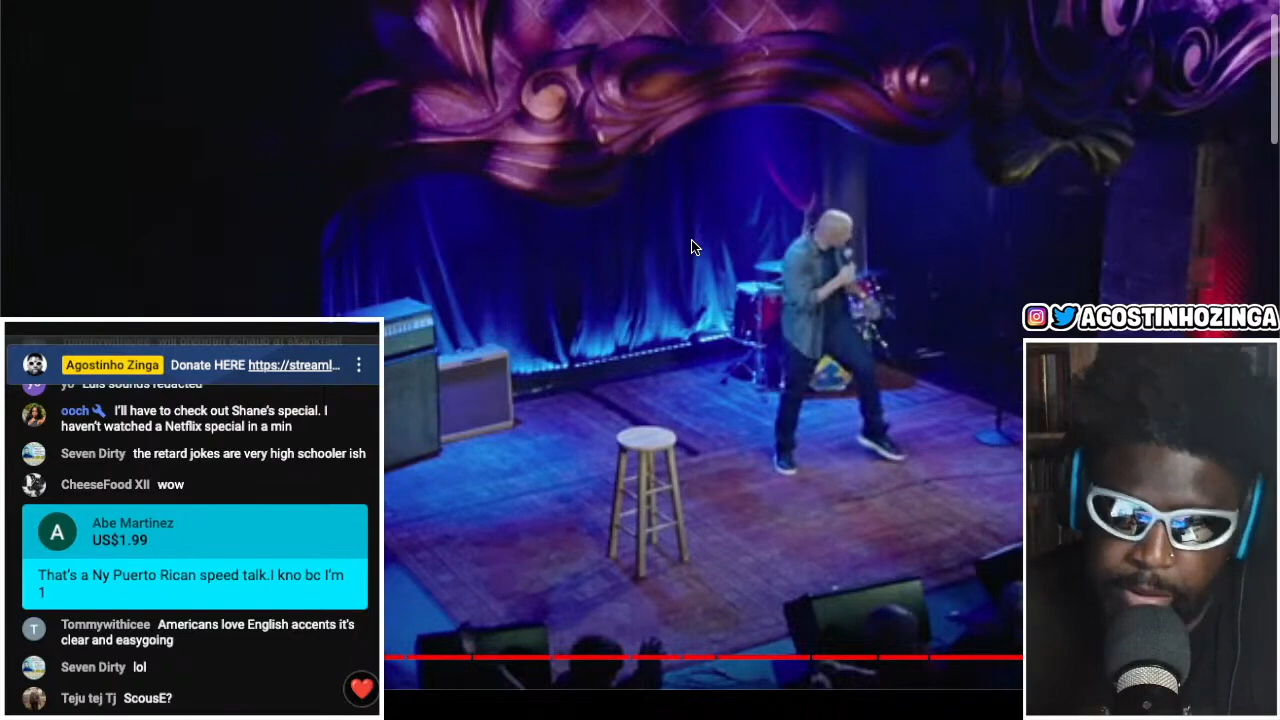 Agostinho Zinga Donate HERE https://streaml...
yo Luis sounds redacted
ooch I'll have to check out Shane's special. I
haven't watched a Netflix special in a min
Seven Dirty the retard jokes are very high schooler ish
CheeseFood XII wow
A
Abe Martinez
US$1.99
That's a Ny Puerto Rican speed talk.I kno bc I'm
1
T
Tommywithicee Americans love English accents it's
clear and easygoing
Seven Dirty lol
Teju tej Tj ScousE?
AGOSTINHOZINGA